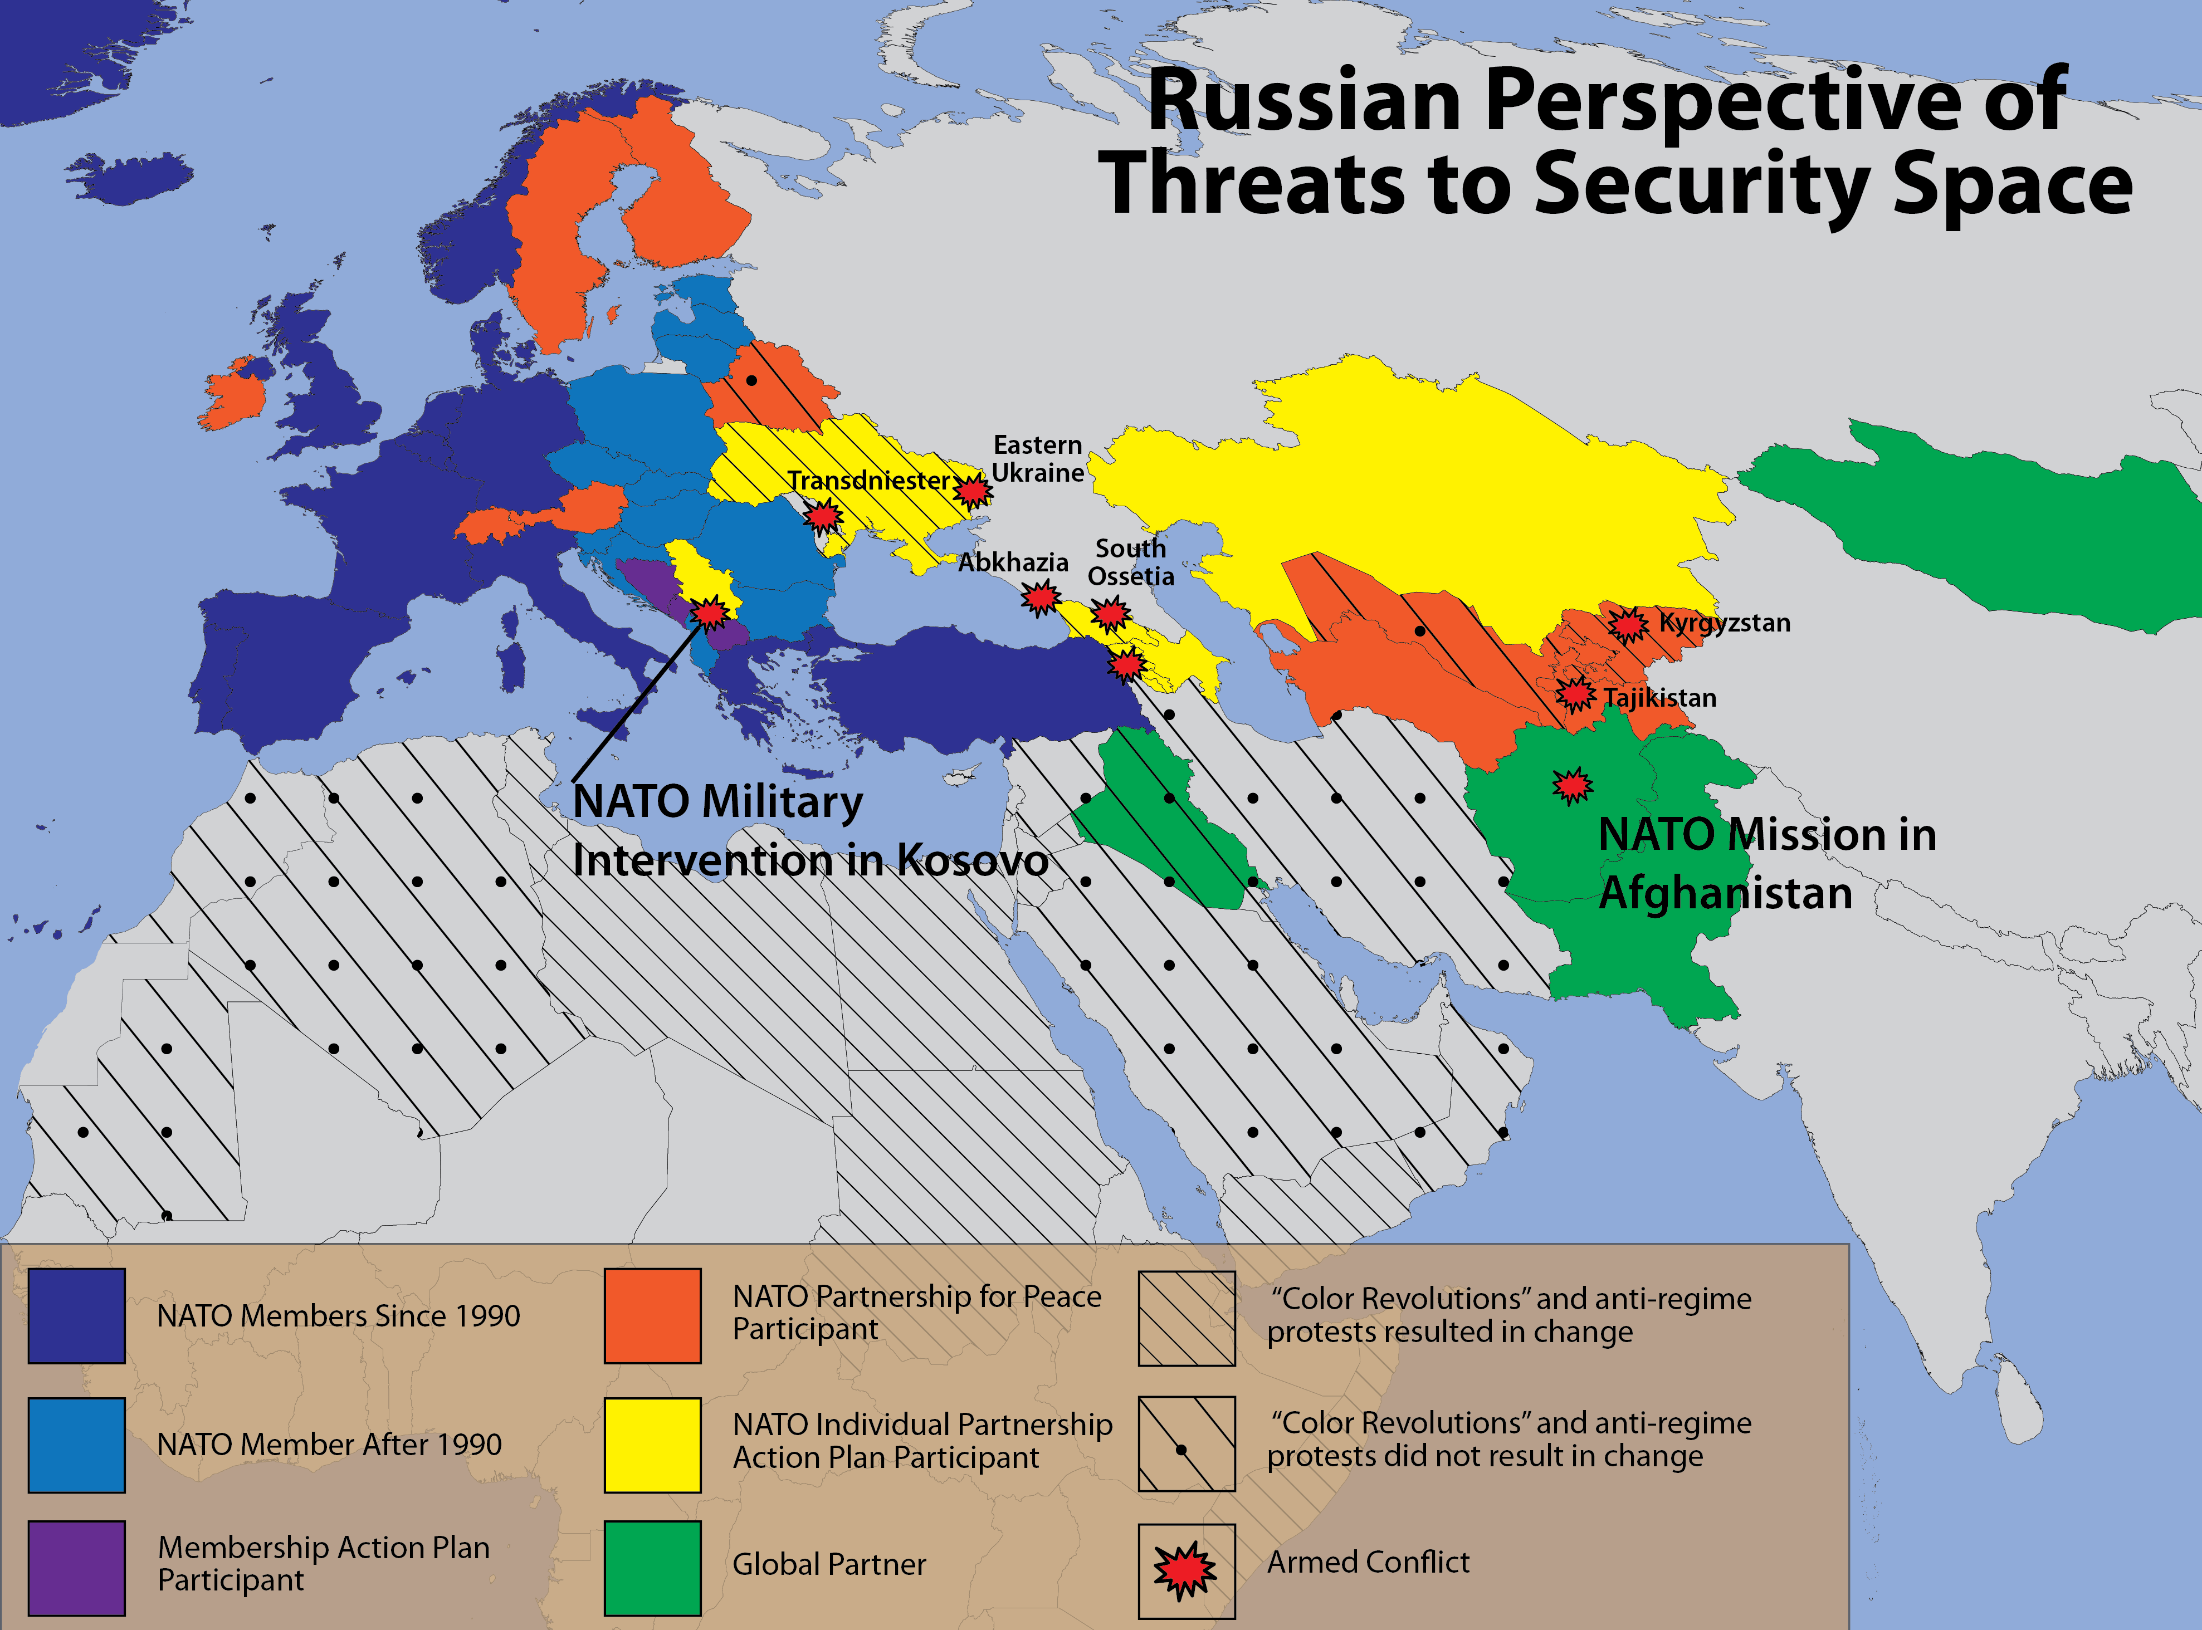 Russian Perspective of
Threats to Security Space
Eastern
Ukraine
Transdniester
Abkhazia
South
Ossetia
Kyrgyzstan
Tajikistan
NATO Military
Intervention in Kosovo
NATO Mission in
Afghanistan
NATO Members Since 1990
NATO Member After 1990
Membership Action Plan
Participant
NATO Partnership for Peace
Participant
NATO Individual Partnership
Action Plan Participant
Global Partner
“Color Revolutions” and anti-regime
protests resulted in change
“Color Revolutions” and anti-regime
protests did not result in change
Armed Conflict